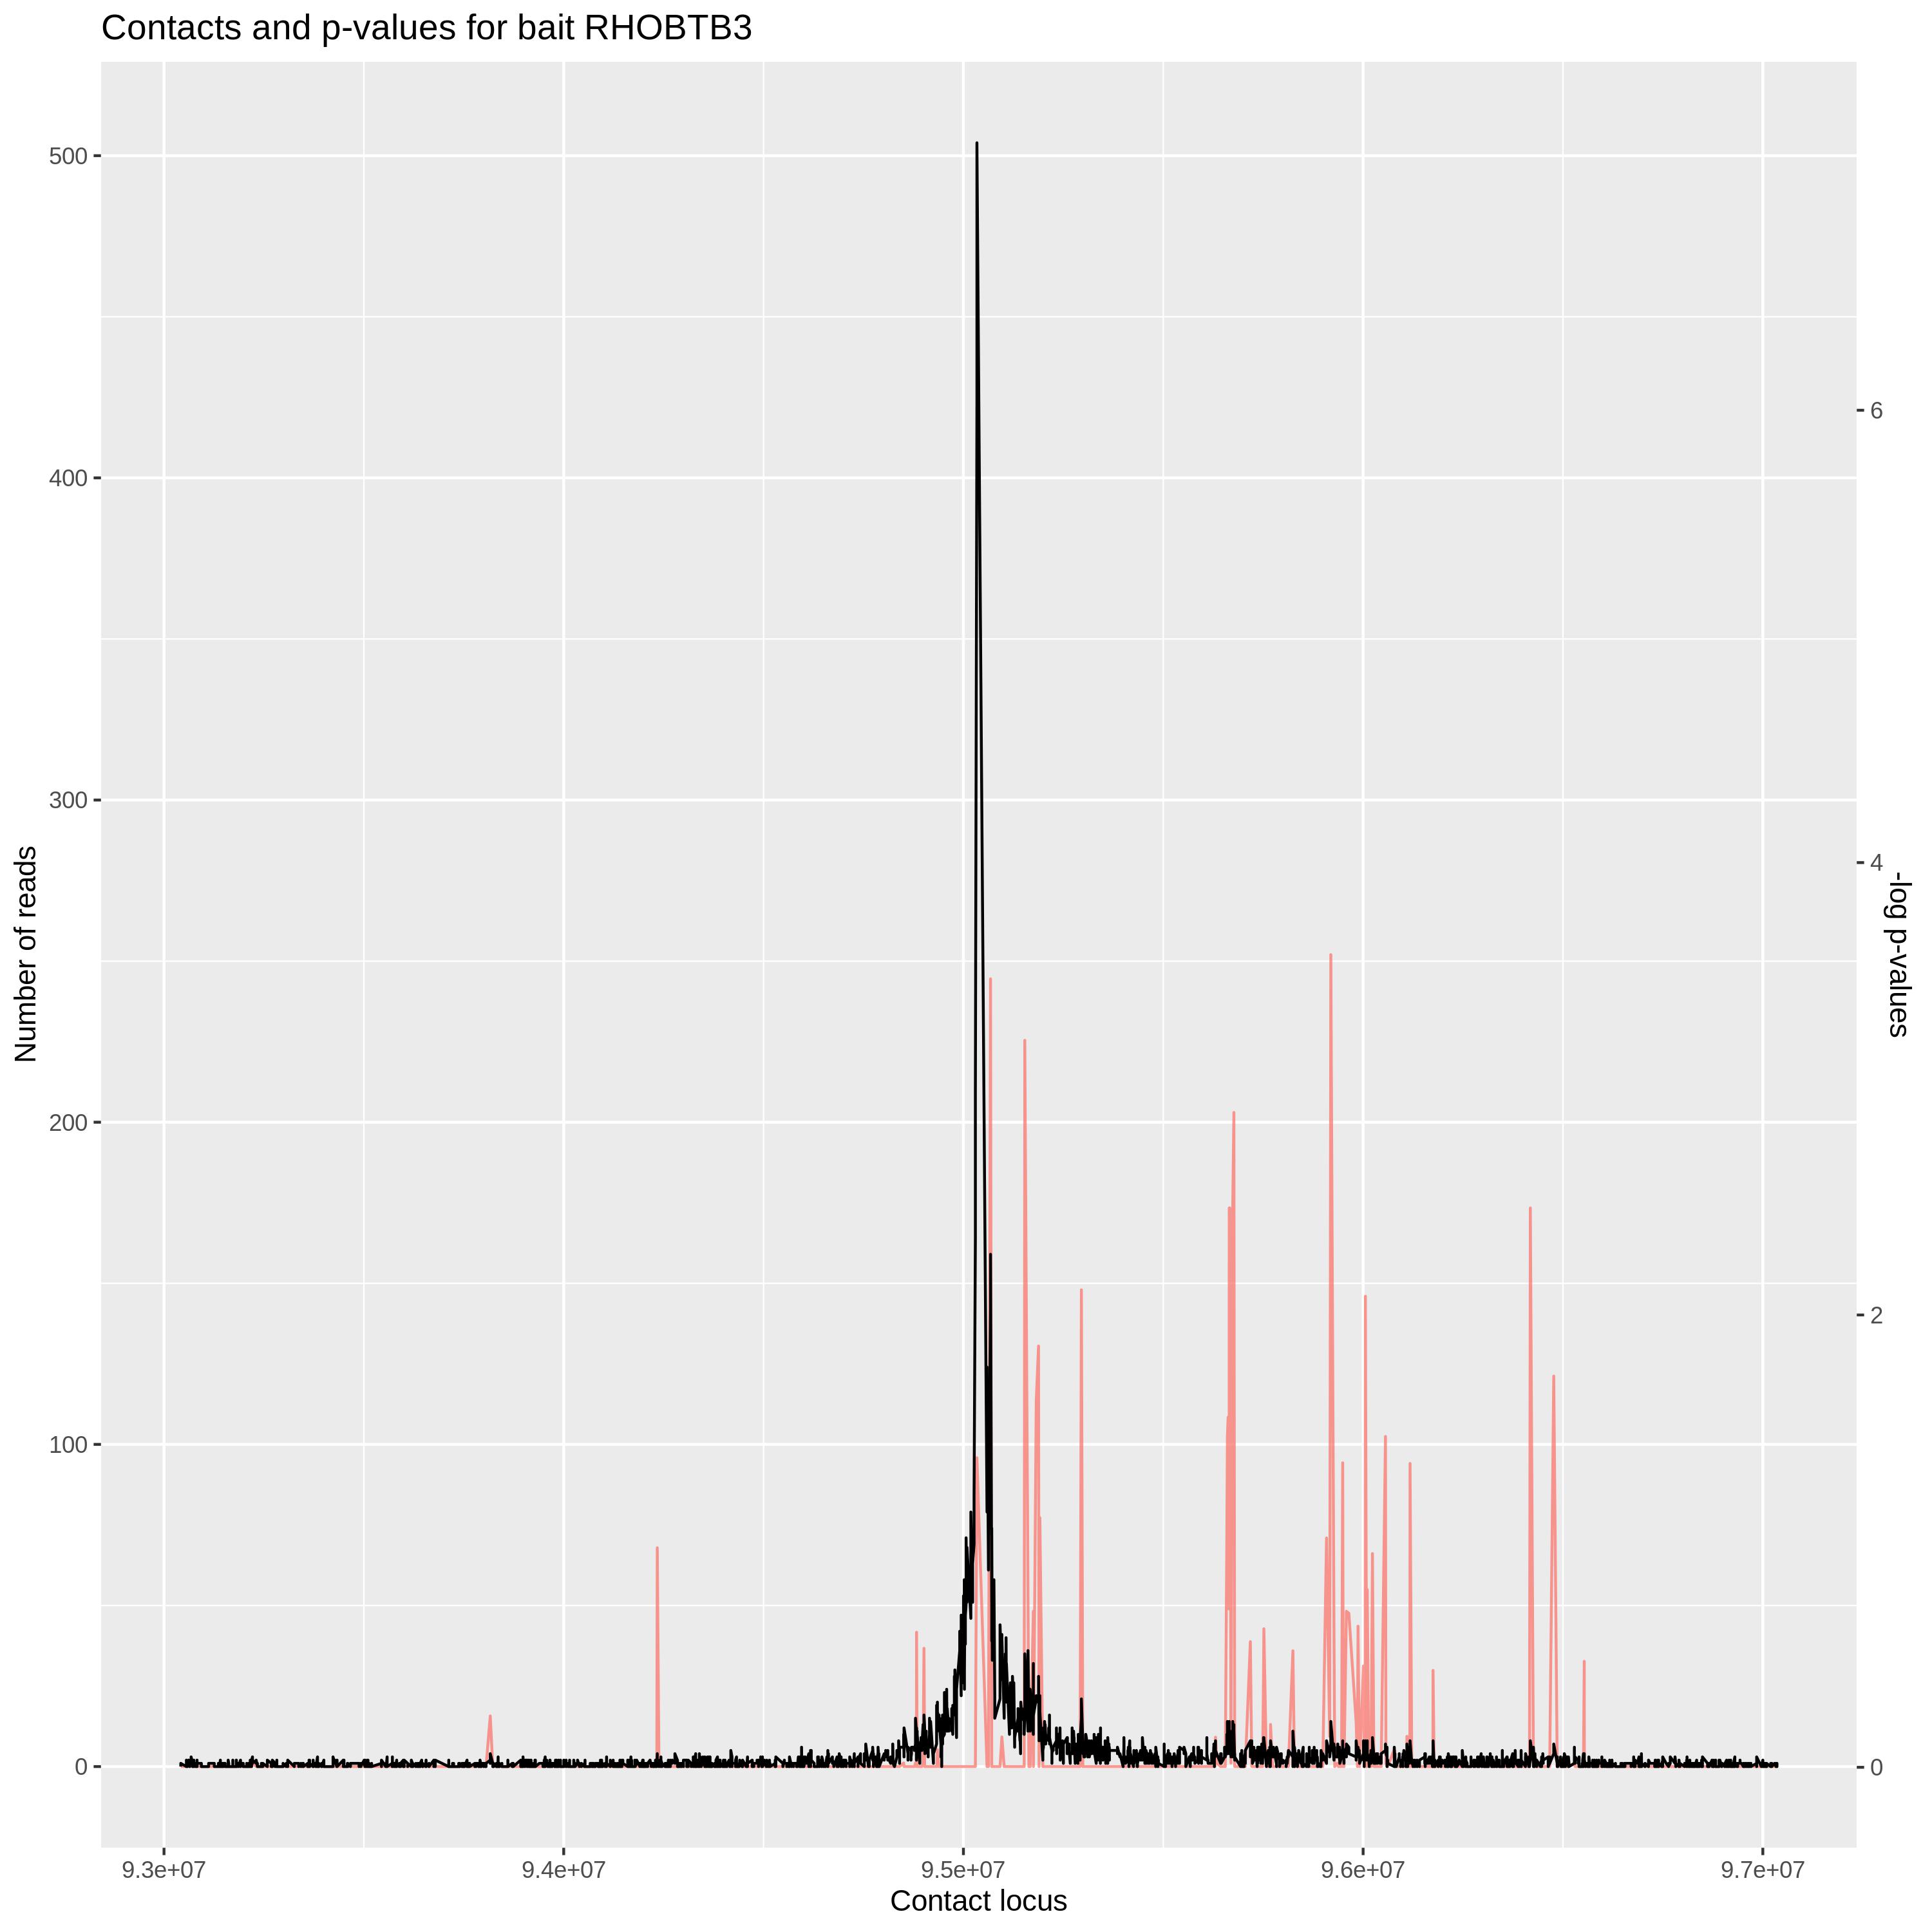 Contacts and p-values for bait RHOBTB3
500
400
300
200
100
0
Number of reads
6
4
2
0
-log p-values
9.3e+07 9.4e+07 9.5e+07 9.6e+07 9.7e+07
Contact locus